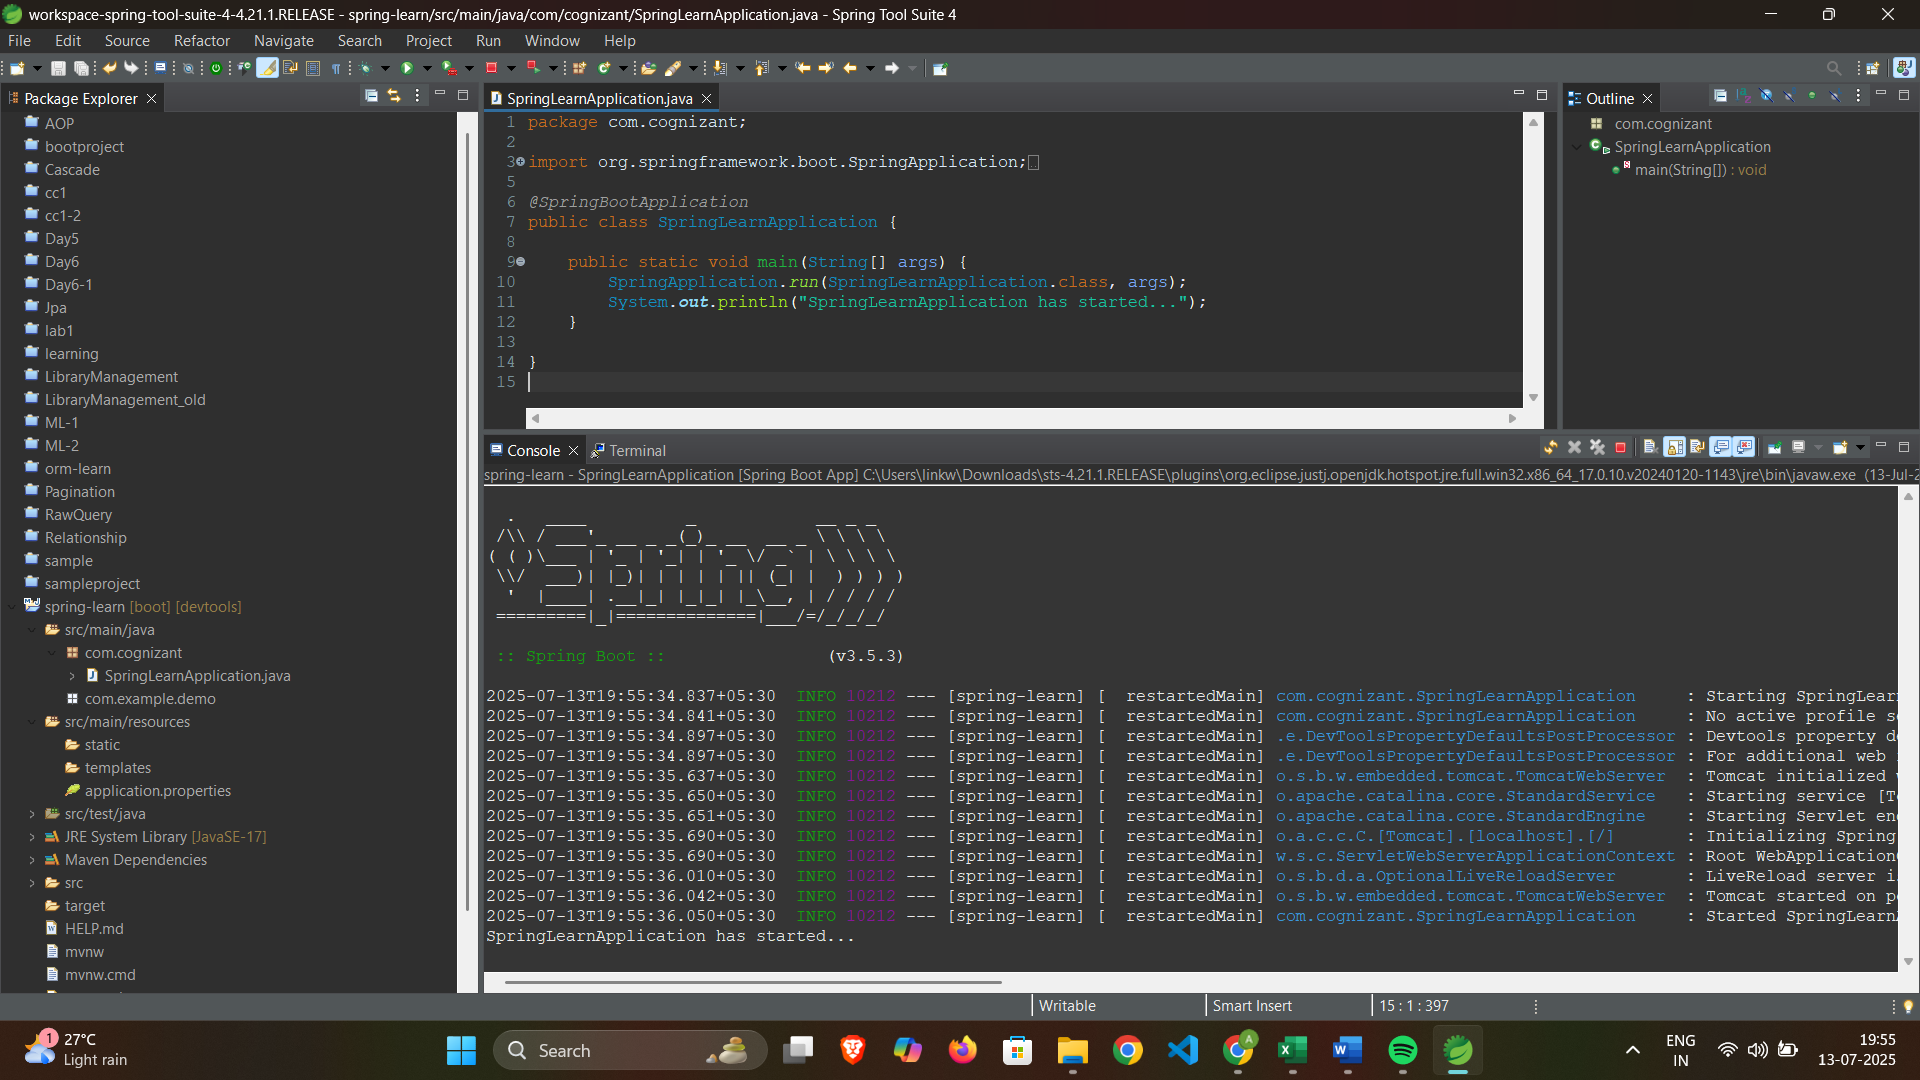 workspace-spring-tool-suite-4-4.21.1.RELEASE - spring-learn/src/main/java/com/cognizant/SpringLearnApplication.java - Spring Tool Suite 4
File Edit Source Refactor Navigate Search Project Run Window Help
Package Explorer
AOP
bootproject
Cascade
cc1
cc1-2
Day5
Day6
Day6-1
Jpa
lab1
learning
LibraryManagement
LibraryManagement_old
ML-1
ML-2
orm-learn
Pagination
RawQuery
Relationship
sample
sampleproject
spring-learn [boot] [devtools]
src/main/java
com.cognizant
SpringLearnApplication.java
com.example.demo
src/main/resources
static
templates
application.properties
src/test/java
JRE System Library [JavaSE-17]
Maven Dependencies
src
target
HELP.md
mvnw
mvnw.cmd
SpringLearnApplication.java
1 package com.cognizant;
2
3 import org.springframework.boot.SpringApplication;
5
6 @SpringBootApplication
7 public class SpringLearnApplication {
8
9 public static void main(String[] args) {
10 SpringApplication.run(SpringLearnApplication.class, args);
11 System.out.println("SpringLearnApplication has started...");
12 }
13
14 }
15
Outline
com.cognizant
SpringLearnApplication
main(String[]) : void
Console Terminal
spring-learn - SpringLearnApplication [Spring Boot App] C:\Users\linkw\Downloads\sts-4.21.1.RELEASE\plugins\org.eclipse.justj.openjdk.hotspot.jre.full.win32.x86_64_17.0.10.v20240120-1143\jre\bin\javaw.exe (13-Jul-2
  .   ____          _            __ _ _
 /\\ / ___'_ __ _ _(_)_ __  __ _ \ \ \ \
( ( )\___ | '_ | '_| | '_ \/ _` | \ \ \ \
 \\/  ___)| |_)| | | | | || (_| |  ) ) ) )
  '  |____| .__|_| |_|_| |_\__, | / / / /
 =========|_|==============|___/=/_/_/_/
:: Spring Boot :: (v3.5.3)
2025-07-13T19:55:34.837+05:30 INFO 10212 --- [spring-learn] [ restartedMain] com.cognizant.SpringLearnApplication : Starting SpringLear
2025-07-13T19:55:34.841+05:30 INFO 10212 --- [spring-learn] [ restartedMain] com.cognizant.SpringLearnApplication : No active profile s
2025-07-13T19:55:34.897+05:30 INFO 10212 --- [spring-learn] [ restartedMain] .e.DevToolsPropertyDefaultsPostProcessor : Devtools property d
2025-07-13T19:55:34.897+05:30 INFO 10212 --- [spring-learn] [ restartedMain] .e.DevToolsPropertyDefaultsPostProcessor : For additional web
2025-07-13T19:55:35.637+05:30 INFO 10212 --- [spring-learn] [ restartedMain] o.s.b.w.embedded.tomcat.TomcatWebServer : Tomcat initialized
2025-07-13T19:55:35.650+05:30 INFO 10212 --- [spring-learn] [ restartedMain] o.apache.catalina.core.StandardService : Starting service [T
2025-07-13T19:55:35.651+05:30 INFO 10212 --- [spring-learn] [ restartedMain] o.apache.catalina.core.StandardEngine : Starting Servlet en
2025-07-13T19:55:35.690+05:30 INFO 10212 --- [spring-learn] [ restartedMain] o.a.c.c.C.[Tomcat].[localhost].[/] : Initializing Spring
2025-07-13T19:55:35.690+05:30 INFO 10212 --- [spring-learn] [ restartedMain] w.s.c.ServletWebServerApplicationContext : Root WebApplication
2025-07-13T19:55:36.010+05:30 INFO 10212 --- [spring-learn] [ restartedMain] o.s.b.d.a.OptionalLiveReloadServer : LiveReload server i
2025-07-13T19:55:36.042+05:30 INFO 10212 --- [spring-learn] [ restartedMain] o.s.b.w.embedded.tomcat.TomcatWebServer : Tomcat started on p
2025-07-13T19:55:36.050+05:30 INFO 10212 --- [spring-learn] [ restartedMain] com.cognizant.SpringLearnApplication : Started SpringLearn
SpringLearnApplication has started...
Writable Smart Insert 15 : 1 : 397
1
27°C
Light rain
Search
A
ENG
IN
19:55
13-07-2025